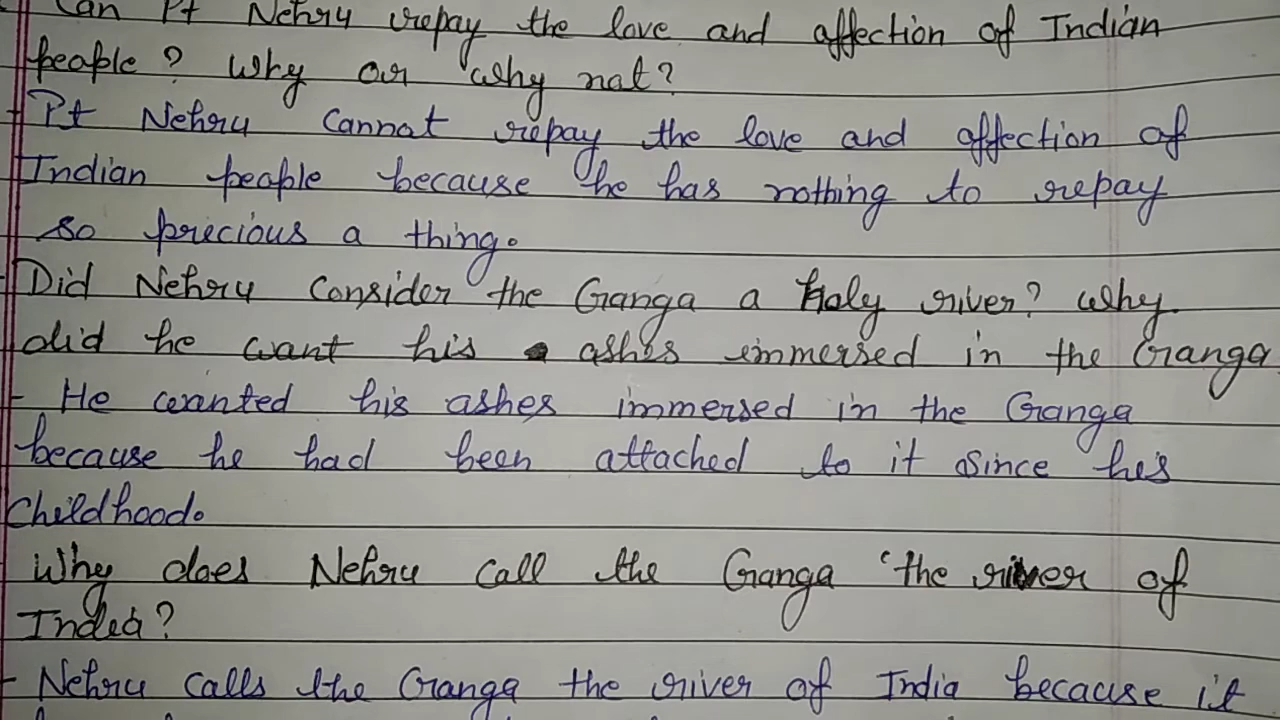 Can Pt Nehru repay the love and affection of Indian
people? Why or why not?
Pt Nehru cannot repay the love and affection of
Indian people because he has nothing to repay
so pricious a thing.
Did Nehru consider the Ganga a holy river? Why
did he want his ashes immersed in the Ganga
- He wanted his ashes immersed in the Ganga
because he had been attached to it since his
childhood.
Why does Nehru call the Ganga 'the river of
India?
- Nehru calls the Ganga the river of India because it